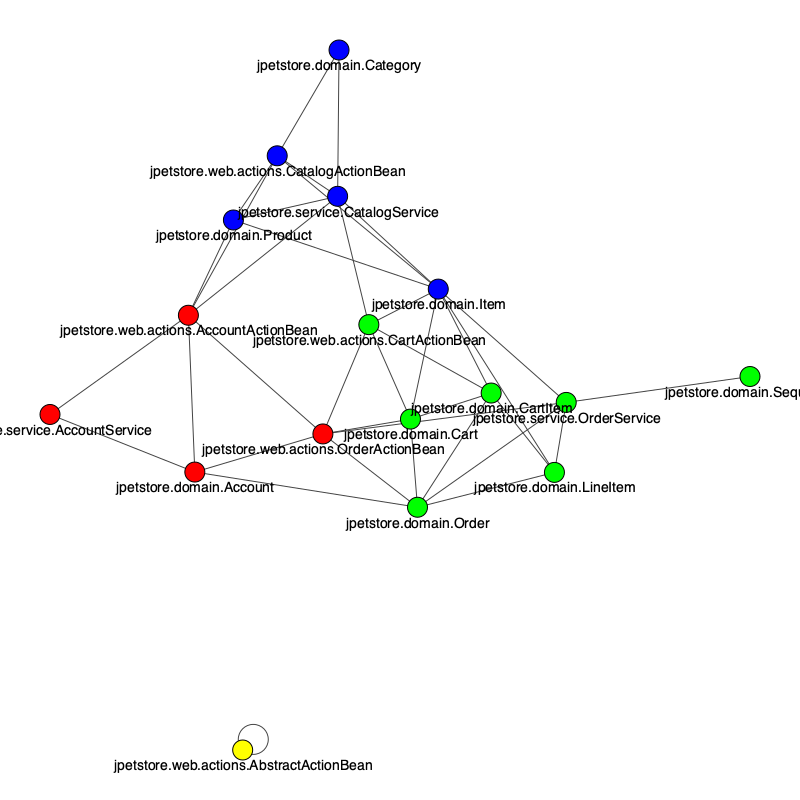 jpetstore.domain.Category
jpetstore.web.actions.CatalogActionBean
jpetstore.service.CatalogService
jpetstore.domain.Product
jpetstore.domain.Item
jpetstore.web.actions.AccountActionBean
jpetstore.web.actions.CartActionBean
jpetstore.domain.Sequ
jpetstore.domain.CartItem
jpetstore.service.OrderService
e.service.AccountService
jpetstore.domain.Cart
jpetstore.web.actions.OrderActionBean
jpetstore.domain.Account
jpetstore.domain.LineItem
jpetstore.domain.Order
jpetstore.web.actions.AbstractActionBean